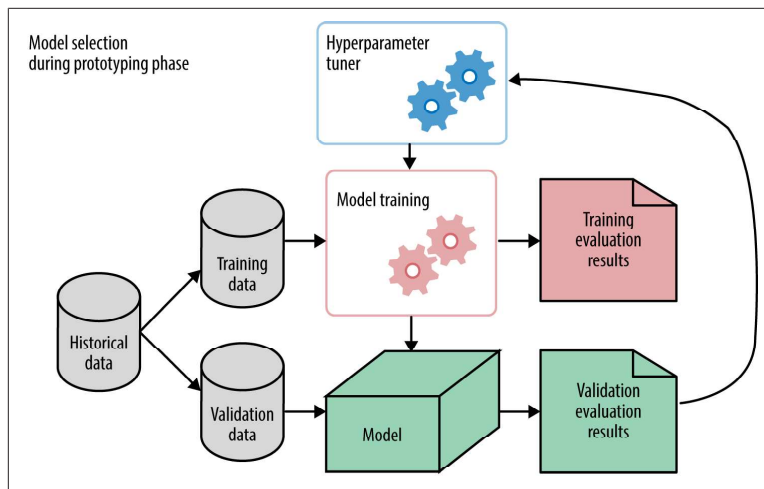 Model selection
during prototyping phase
Hyperparameter
tuner
Model training
Training
evaluation
results
Training
data
Historical
data
Validation
data
Model
Validation
evaluation
results